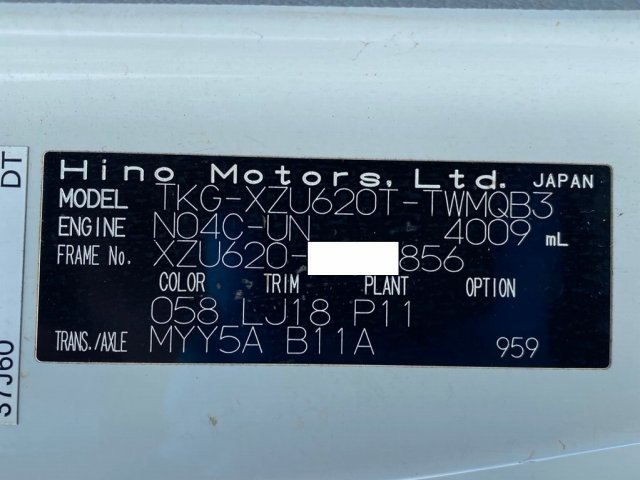 Hino Motors, Ltd. JAPAN
MODEL TKG-XZU620T-TWMQB3
ENGINE N04C-UN 4009 mL
FRAME No. XZU620- 856
COLOR TRIM PLANT OPTION
058 LJ18 P11
TRANS./AXLE MYY5A B11A 959
DT